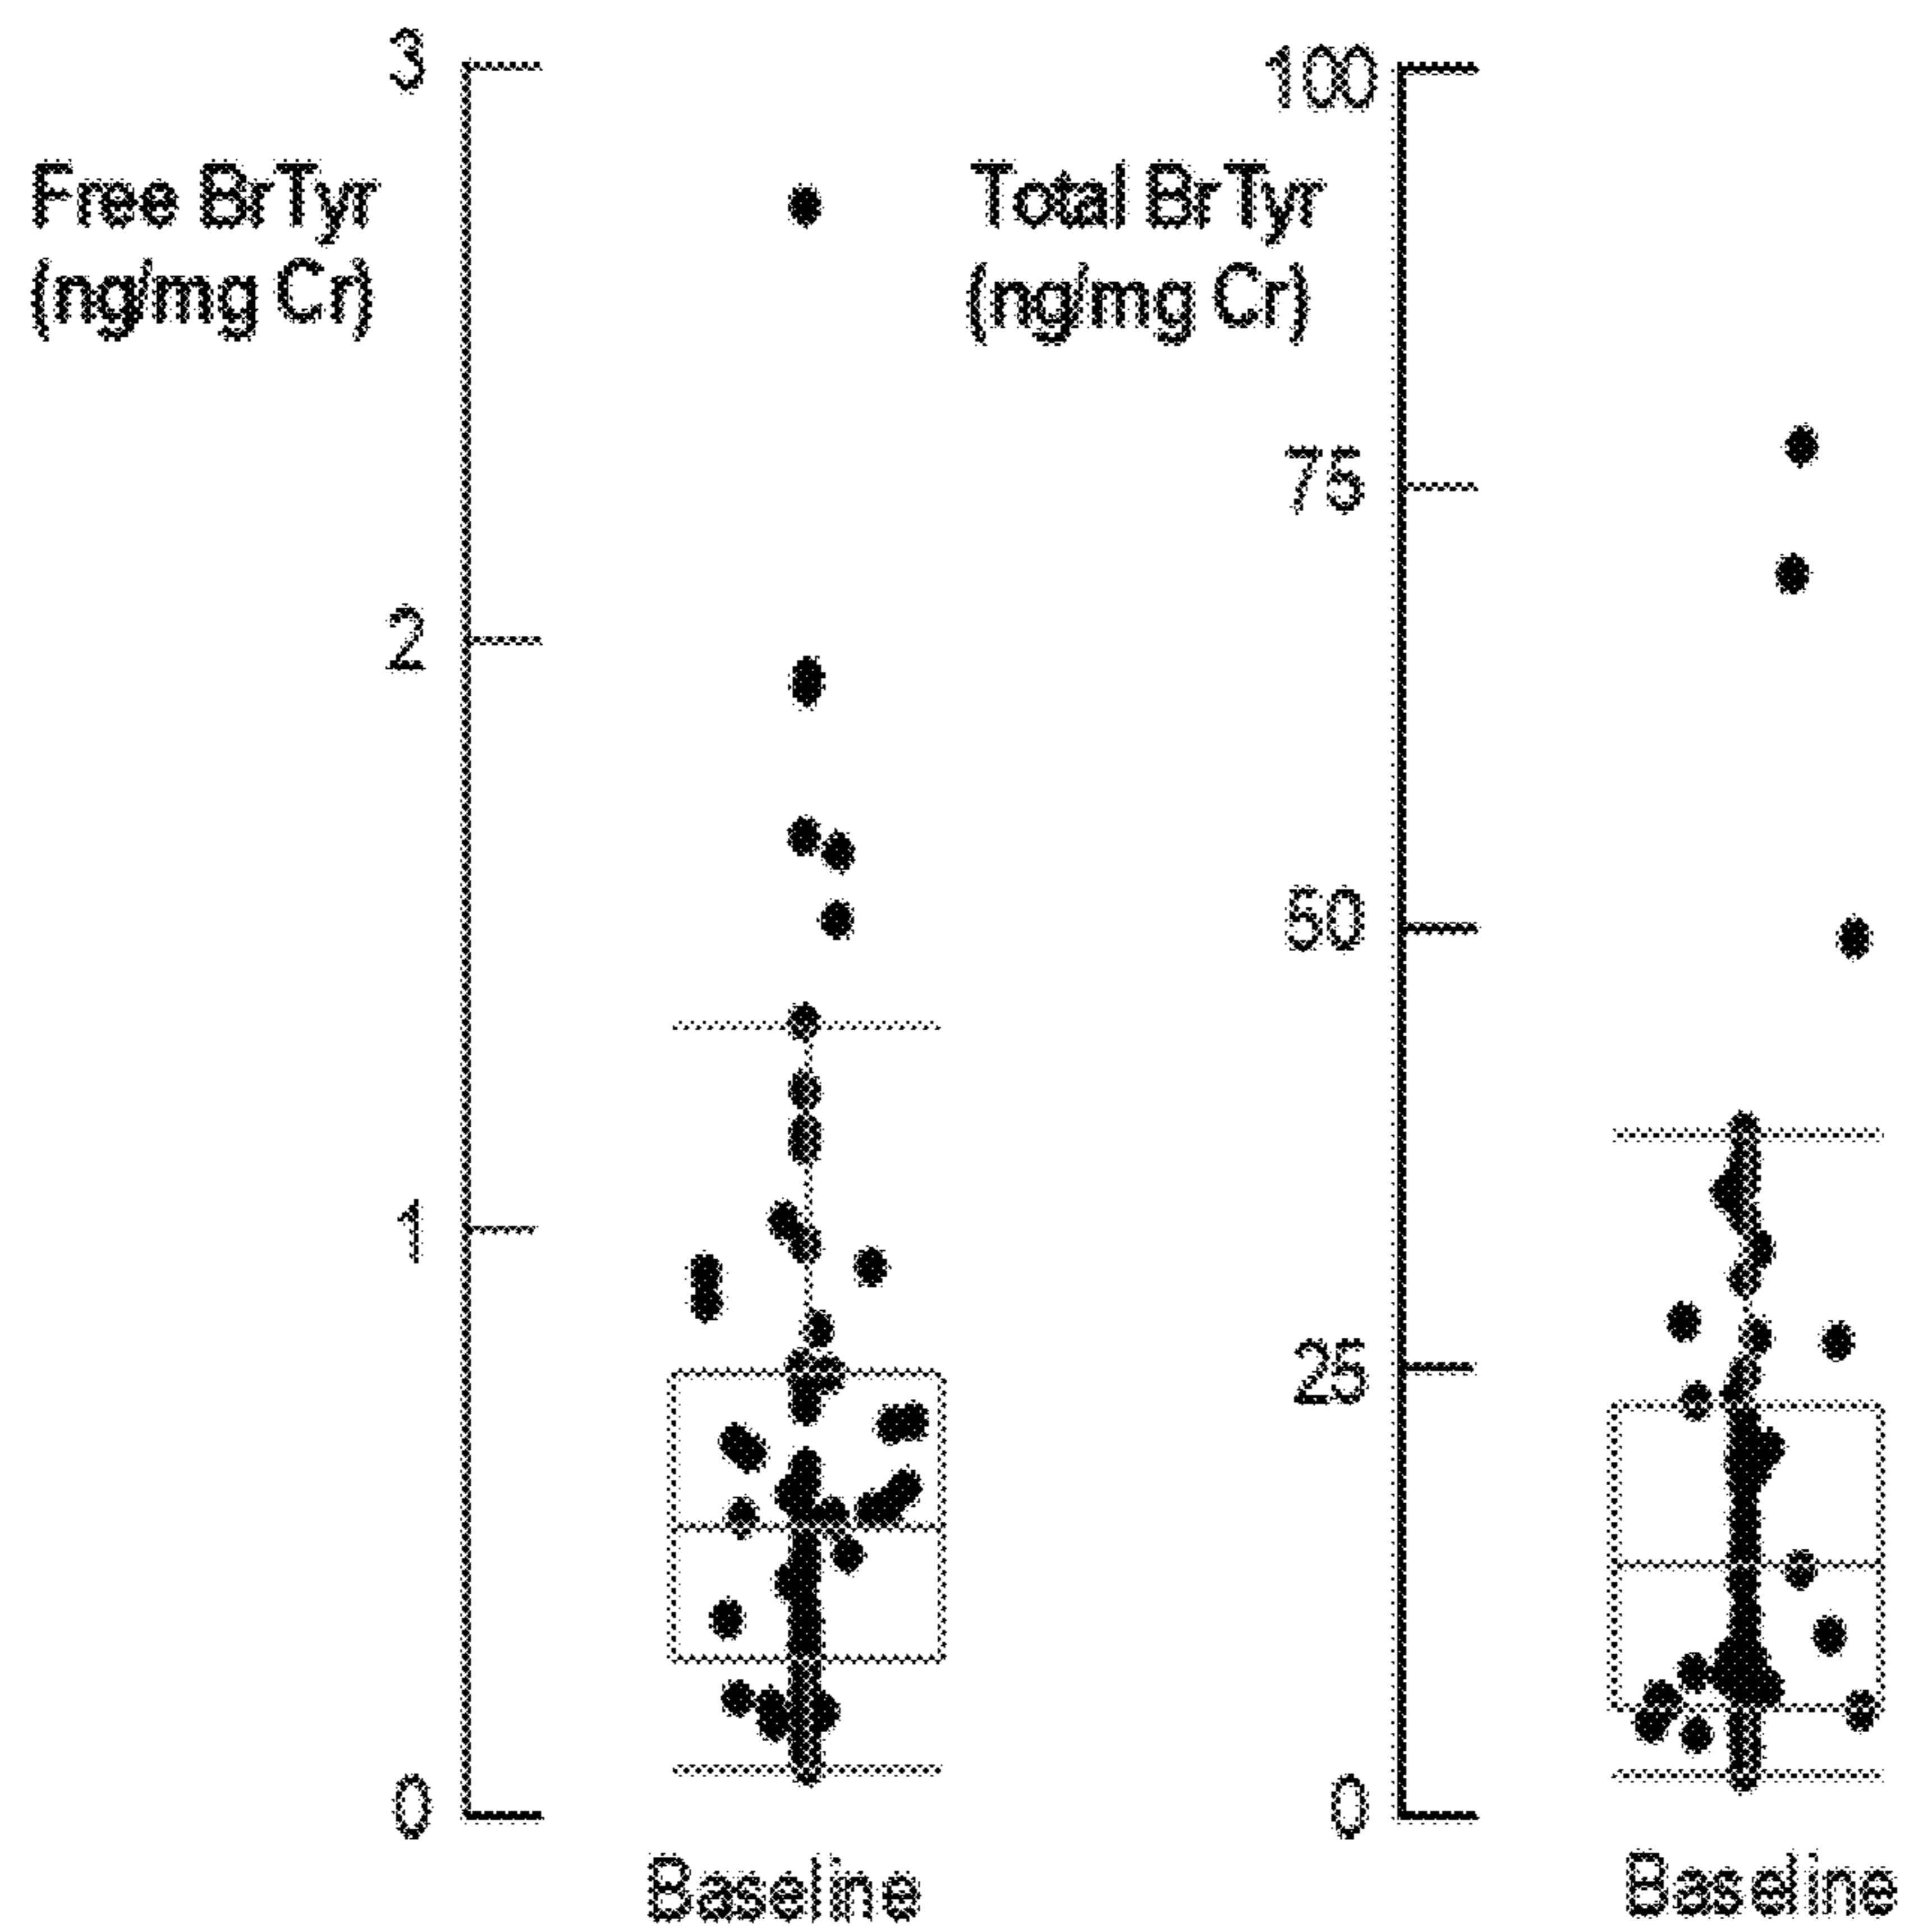 3
Free BrTyr
(ng/mg Cr)
2
1
0
Baseline
100
Total BrTyr
(ng/mg Cr)
75
50
25
0
Baseline